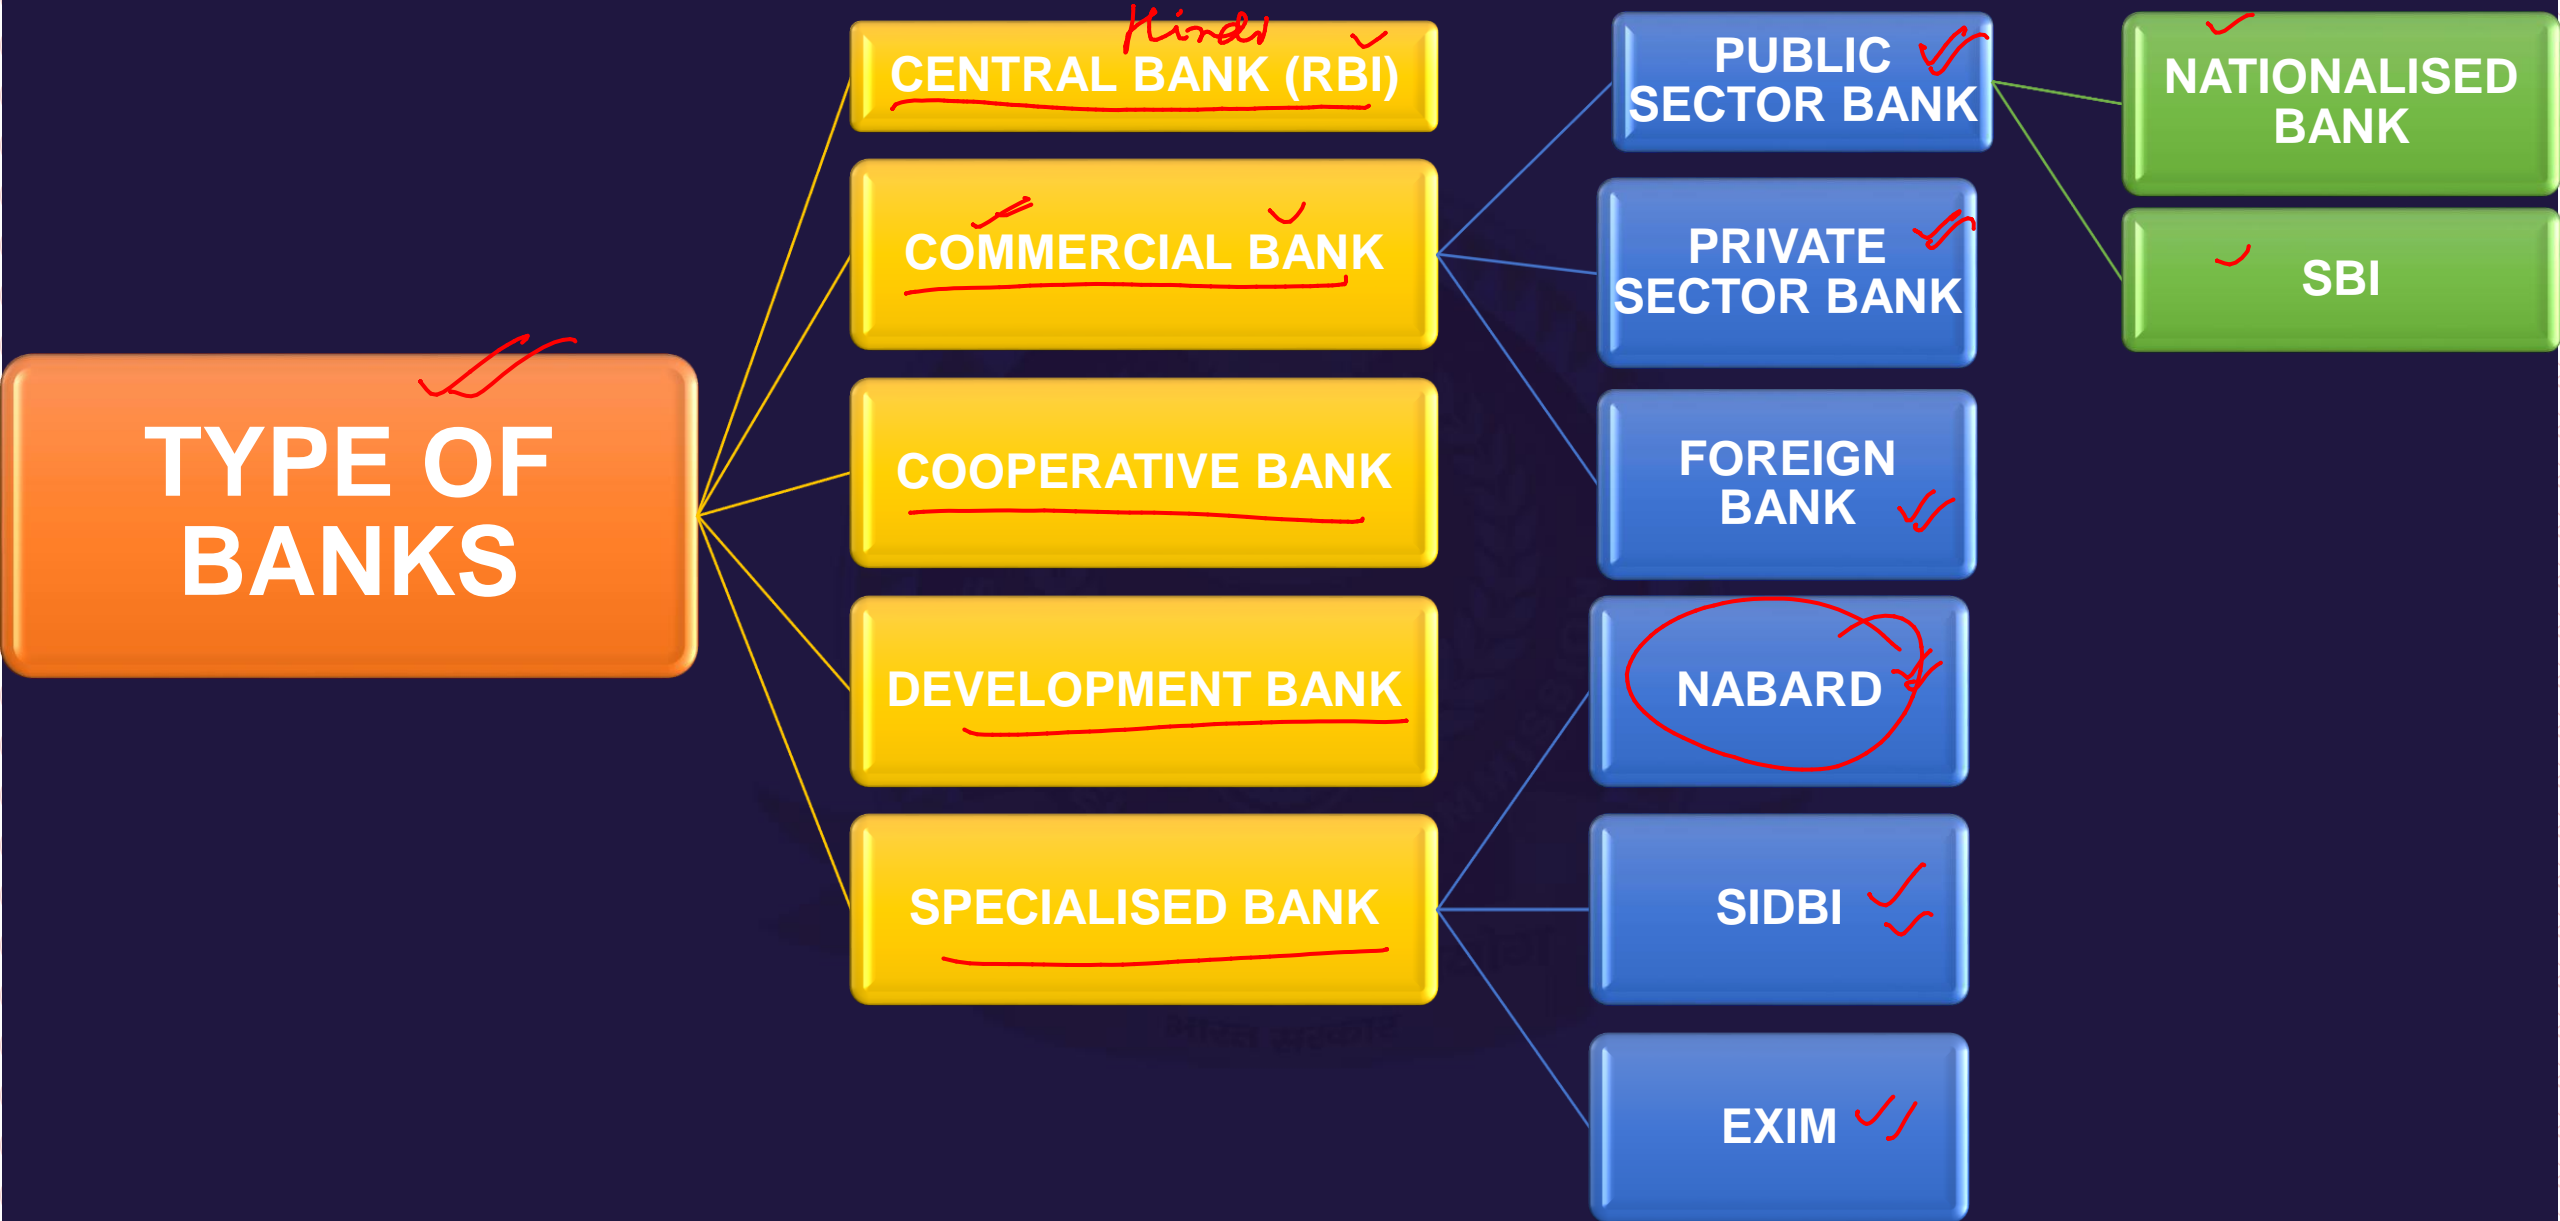 TYPE OF
BANKS
Hindi
CENTRAL BANK (RBI)
COMMERCIAL BANK
COOPERATIVE BANK
DEVELOPMENT BANK
SPECIALISED BANK
PUBLIC
SECTOR BANK
PRIVATE
SECTOR BANK
FOREIGN
BANK
NABARD
SIDBI
EXIM
NATIONALISED
BANK
SBI